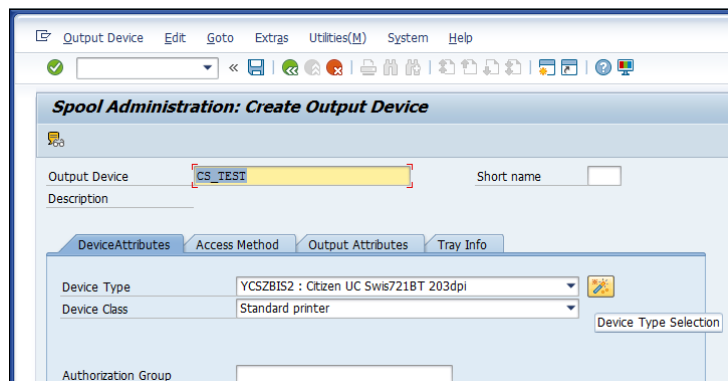 Output Device Edit Goto Extras Utilities(M) System Help
Spool Administration: Create Output Device
Output Device CS_TEST Short name
Description
DeviceAttributes Access Method Output Attributes Tray Info
Device Type YCSZBIS2 : Citizen UC Swis721BT 203dpi
Device Class Standard printer
Device Type Selection
Authorization Group